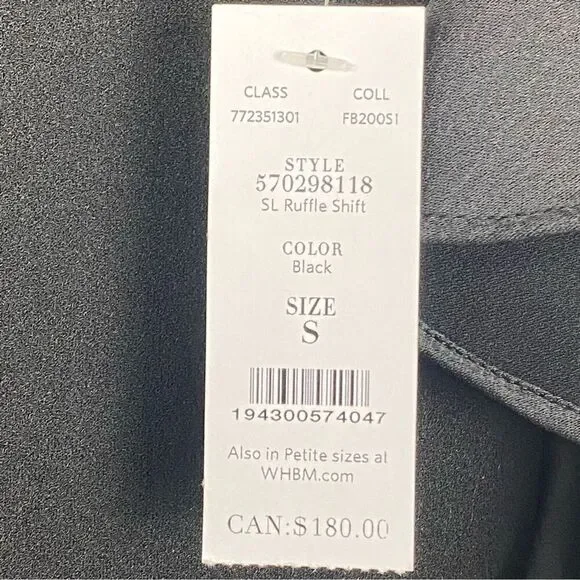 CLASS COLL
772351301 FB200S1
STYLE
570298118
SL Ruffle Shift
COLOR
Black
SIZE
S
194300574047
Also in Petite sizes at
WHBM.com
CAN:$180.00